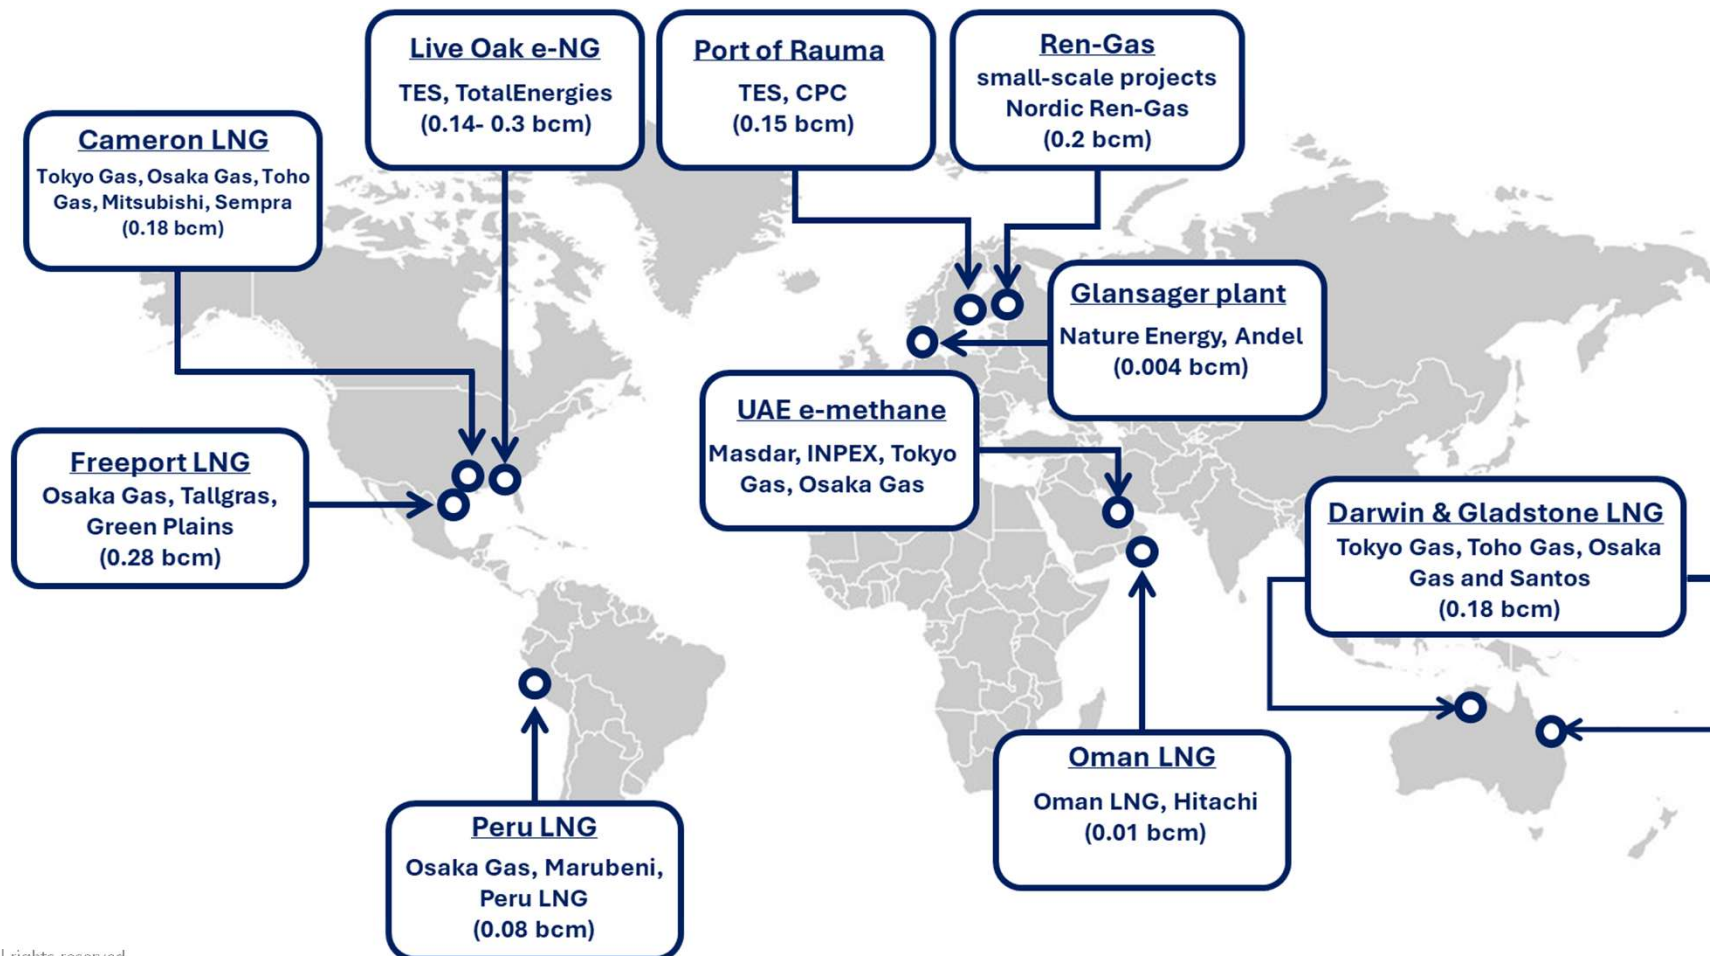 Live Oak e-NG
TES, TotalEnergies
(0.14- 0.3 bcm)
Port of Rauma
TES, CPC
(0.15 bcm)
Ren-Gas
small-scale projects
Nordic Ren-Gas
(0.2 bcm)
Cameron LNG
Tokyo Gas, Osaka Gas, Toho
Gas, Mitsubishi, Sempra
(0.18 bcm)
Glansager plant
Nature Energy, Andel
(0.004 bcm)
UAE e-methane
Masdar, INPEX, Tokyo
Gas, Osaka Gas
Freeport LNG
Osaka Gas, Tallgras,
Green Plains
(0.28 bcm)
Darwin & Gladstone LNG
Tokyo Gas, Toho Gas, Osaka
Gas and Santos
(0.18 bcm)
Oman LNG
Oman LNG, Hitachi
(0.01 bcm)
Peru LNG
Osaka Gas, Marubeni,
Peru LNG
(0.08 bcm)
rights reserved